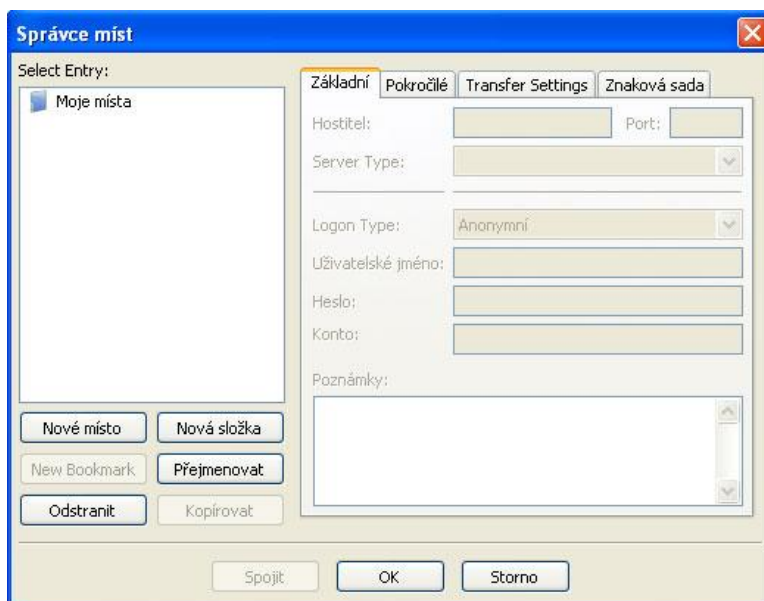 Správce míst
Select Entry:
Moje místa
Nové místo
Nová složka
New Bookmark
Přejmenovat
Odstranit
Kopírovat
Základní
Pokročilé
Transfer Settings
Znaková sada
Hostitel:
Port:
Server Type:
Logon Type:
Anonymní
Uživatelské jméno:
Heslo:
Konto:
Poznámky:
Spojit
OK
Storno